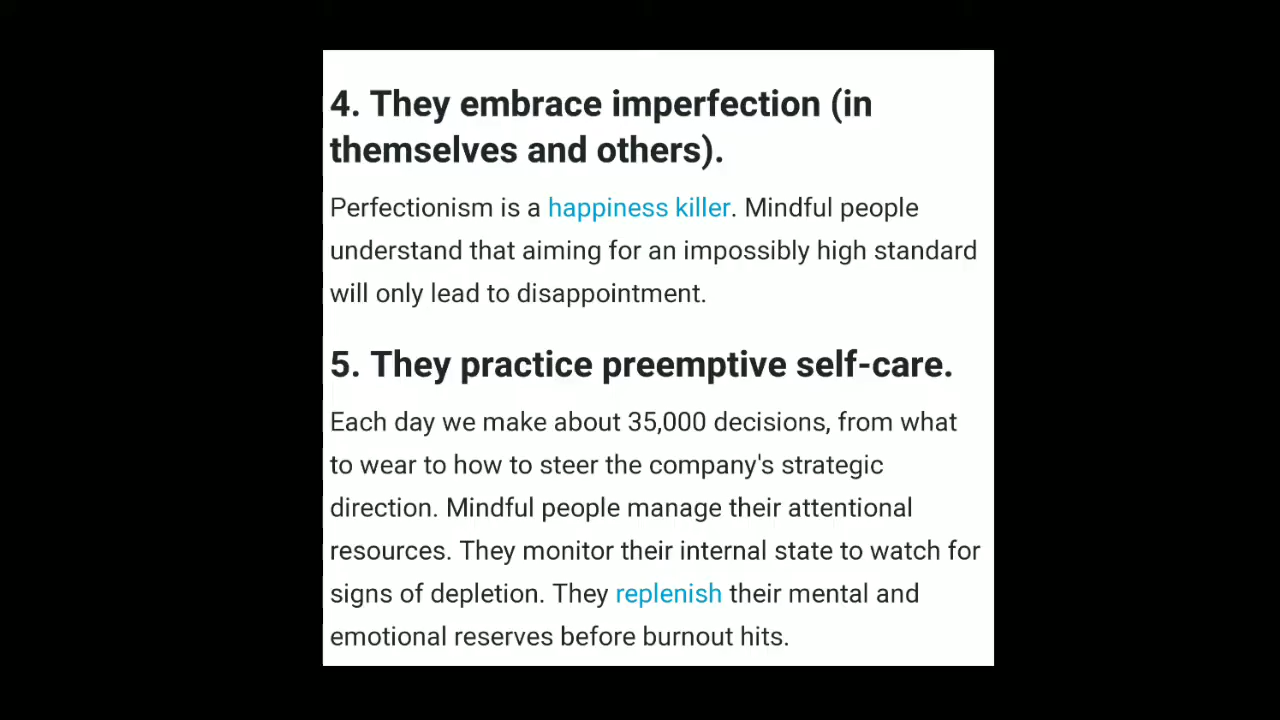 4. They embrace imperfection (in
themselves and others).
Perfectionism is a happiness killer. Mindful people
understand that aiming for an impossibly high standard
will only lead to disappointment.
5. They practice preemptive self-care.
Each day we make about 35,000 decisions, from what
to wear to how to steer the company's strategic
direction. Mindful people manage their attentional
resources. They monitor their internal state to watch for
signs of depletion. They replenish their mental and
emotional reserves before burnout hits.